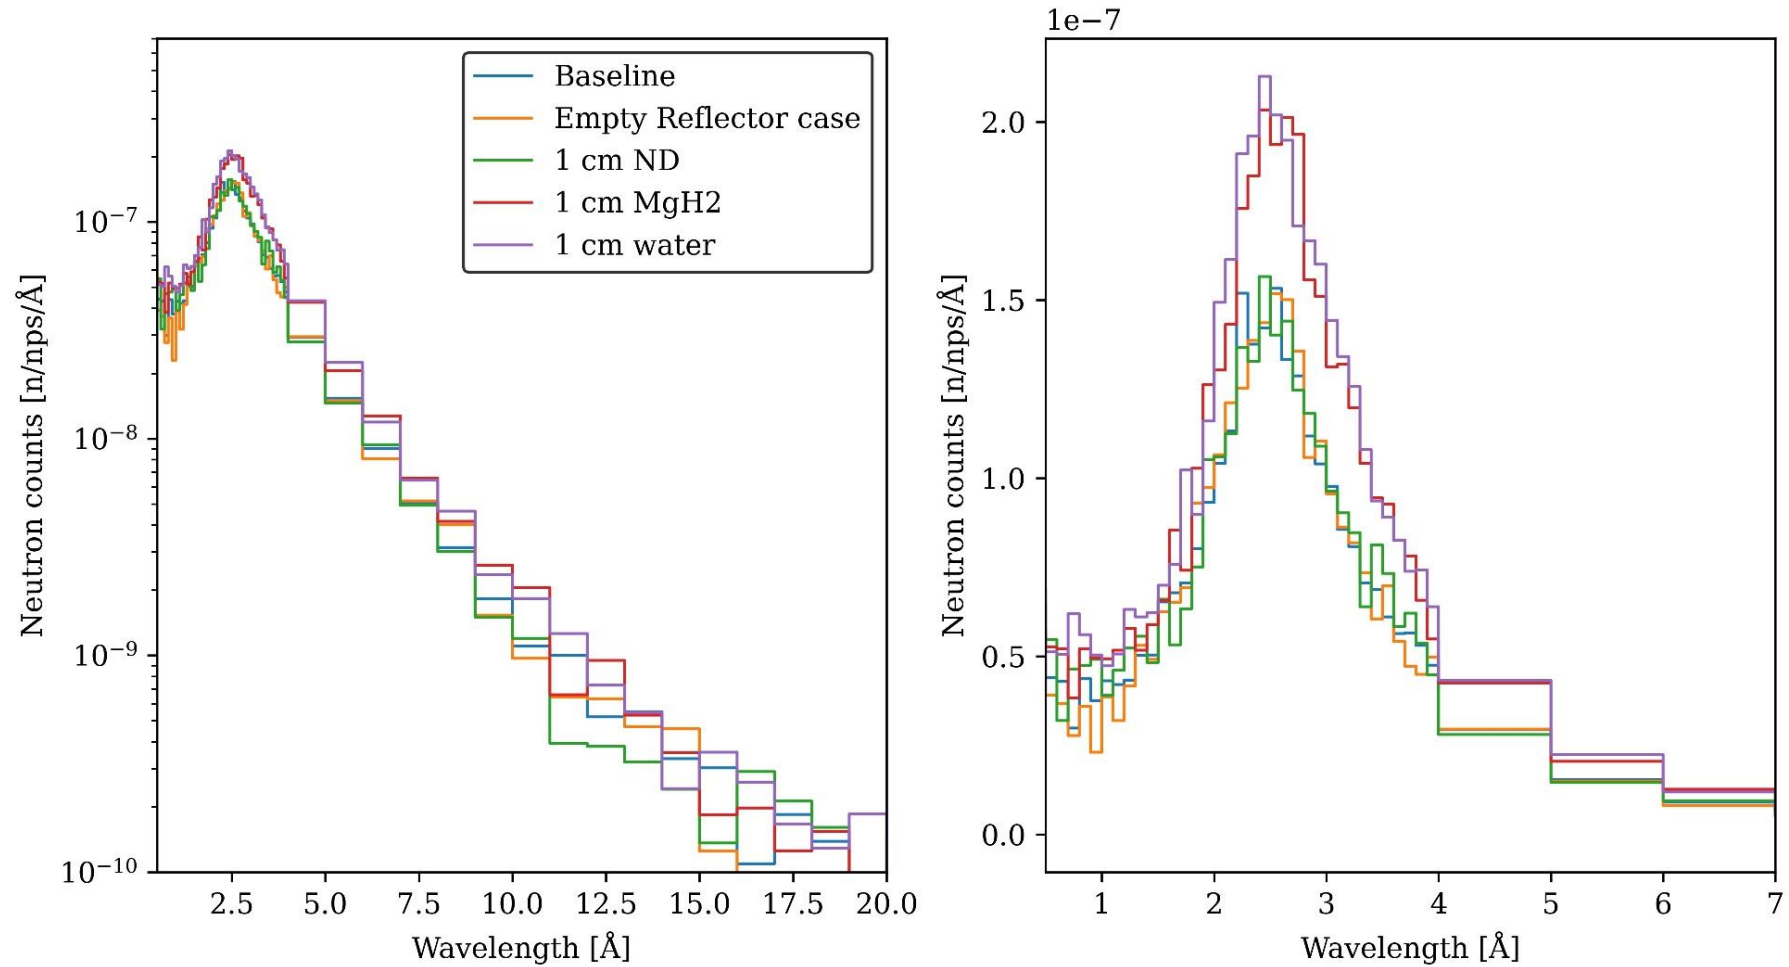 1e−7
Baseline
Empty Reflector case
1 cm ND
1 cm MgH2
1 cm water
Neutron counts [n/nps/Å]
10−7
10−8
10−9
10−10
2.5 5.0 7.5 10.0 12.5 15.0 17.5 20.0
Wavelength [Å]
Neutron counts [n/nps/Å]
2.0
1.5
1.0
0.5
0.0
1 2 3 4 5 6 7
Wavelength [Å]